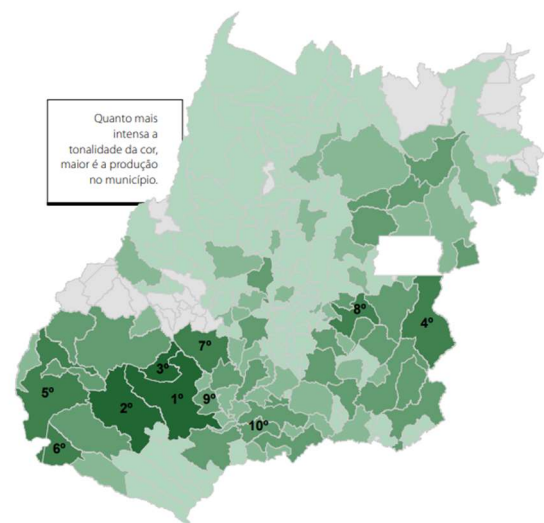 Quanto mais
intensa a
tonalidade da cor,
maior é a produção
no município.
8º
4º
7º
3º
5º
2º
1º
9º
10º
6º